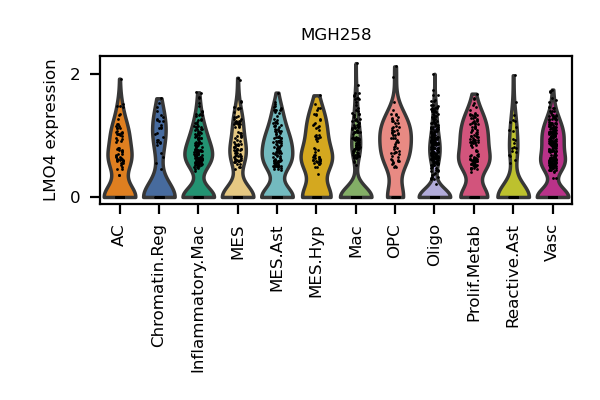 MGH258
LMO4 expression
2
0
AC
Chromatin.Reg
Inflammatory.Mac
MES
MES.Ast
MES.Hyp
Mac
OPC
Oligo
Prolif.Metab
Reactive.Ast
Vasc